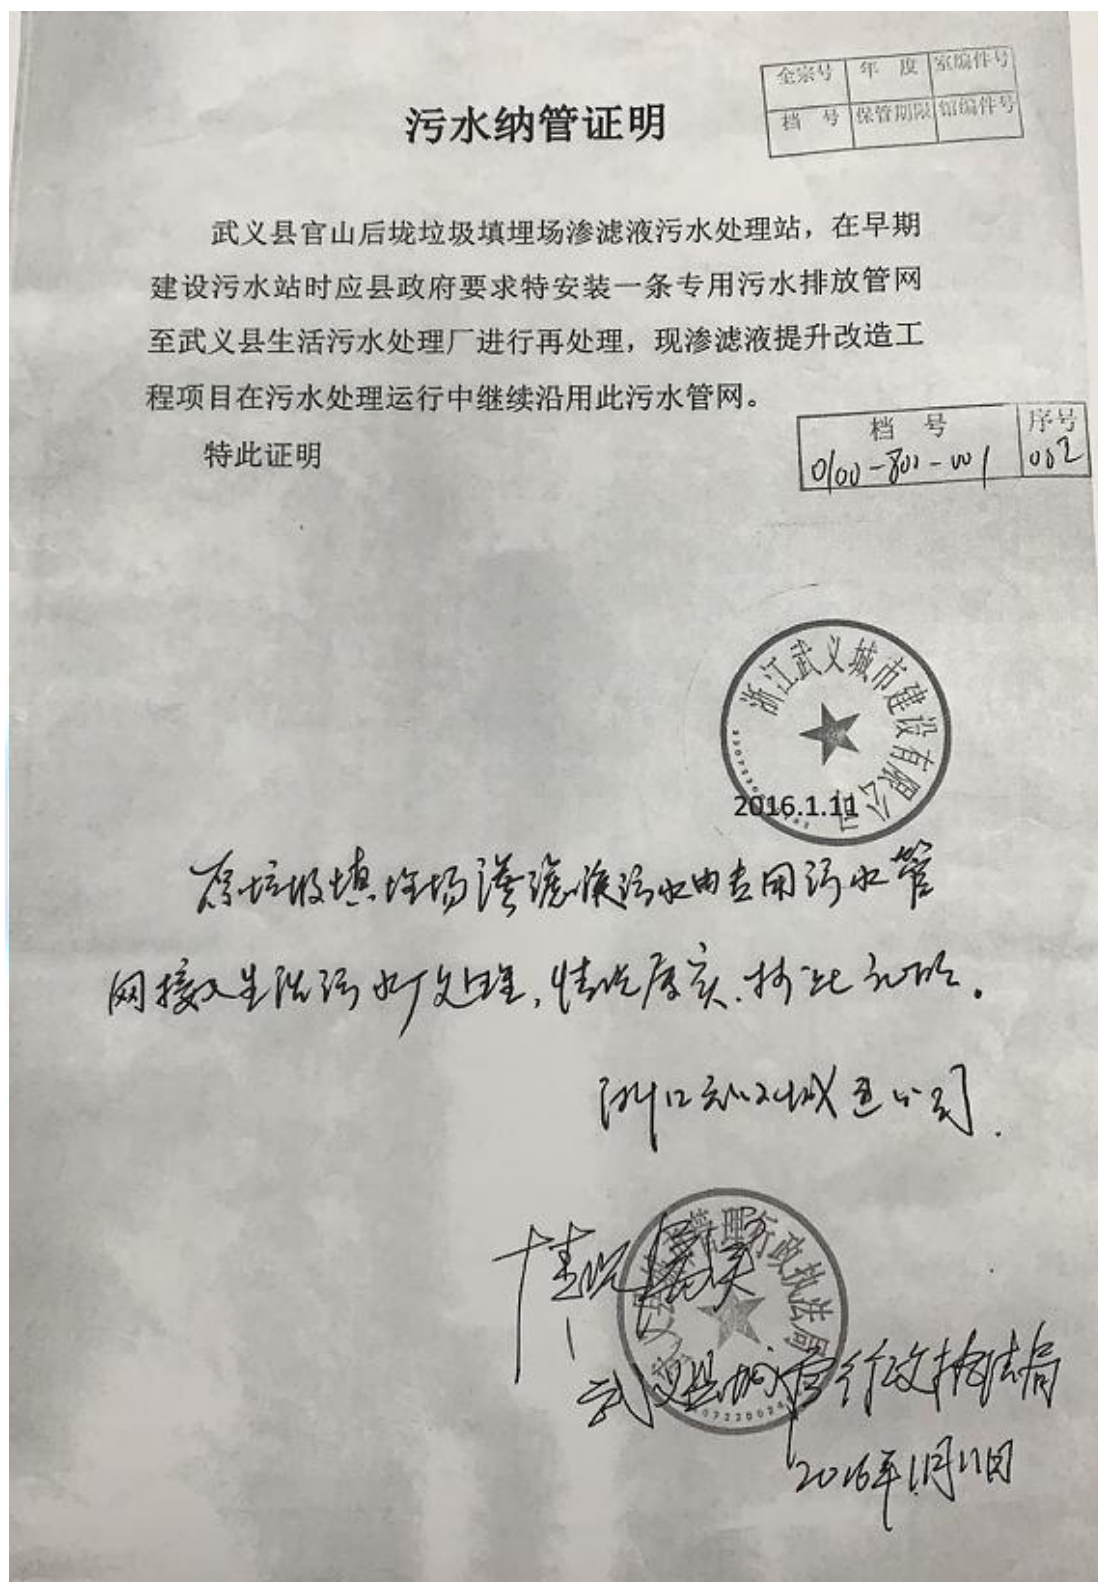 全宗号 年 度 室编件号
档 号 保管期限 馆编件号
污水纳管证明
武义县官山后垅垃圾填埋场渗滤液污水处理站，在早期
建设污水站时应县政府要求特安装一条专用污水排放管网
至武义县生活污水处理厂进行再处理，现渗滤液提升改造工
程项目在污水处理运行中继续沿用此污水管网。
特此证明
档 号 序号
0100-801-001 002
浙江武义城市建设有限公司
2016.1.11
原垃圾填埋场渗滤液污水由专用污水管
网接入生活污水厂处理，情况属实，特此证明。
浙江武义城建公司
管理行政执法局
情况属实
武义县城管行政执法局
2016年1月11日